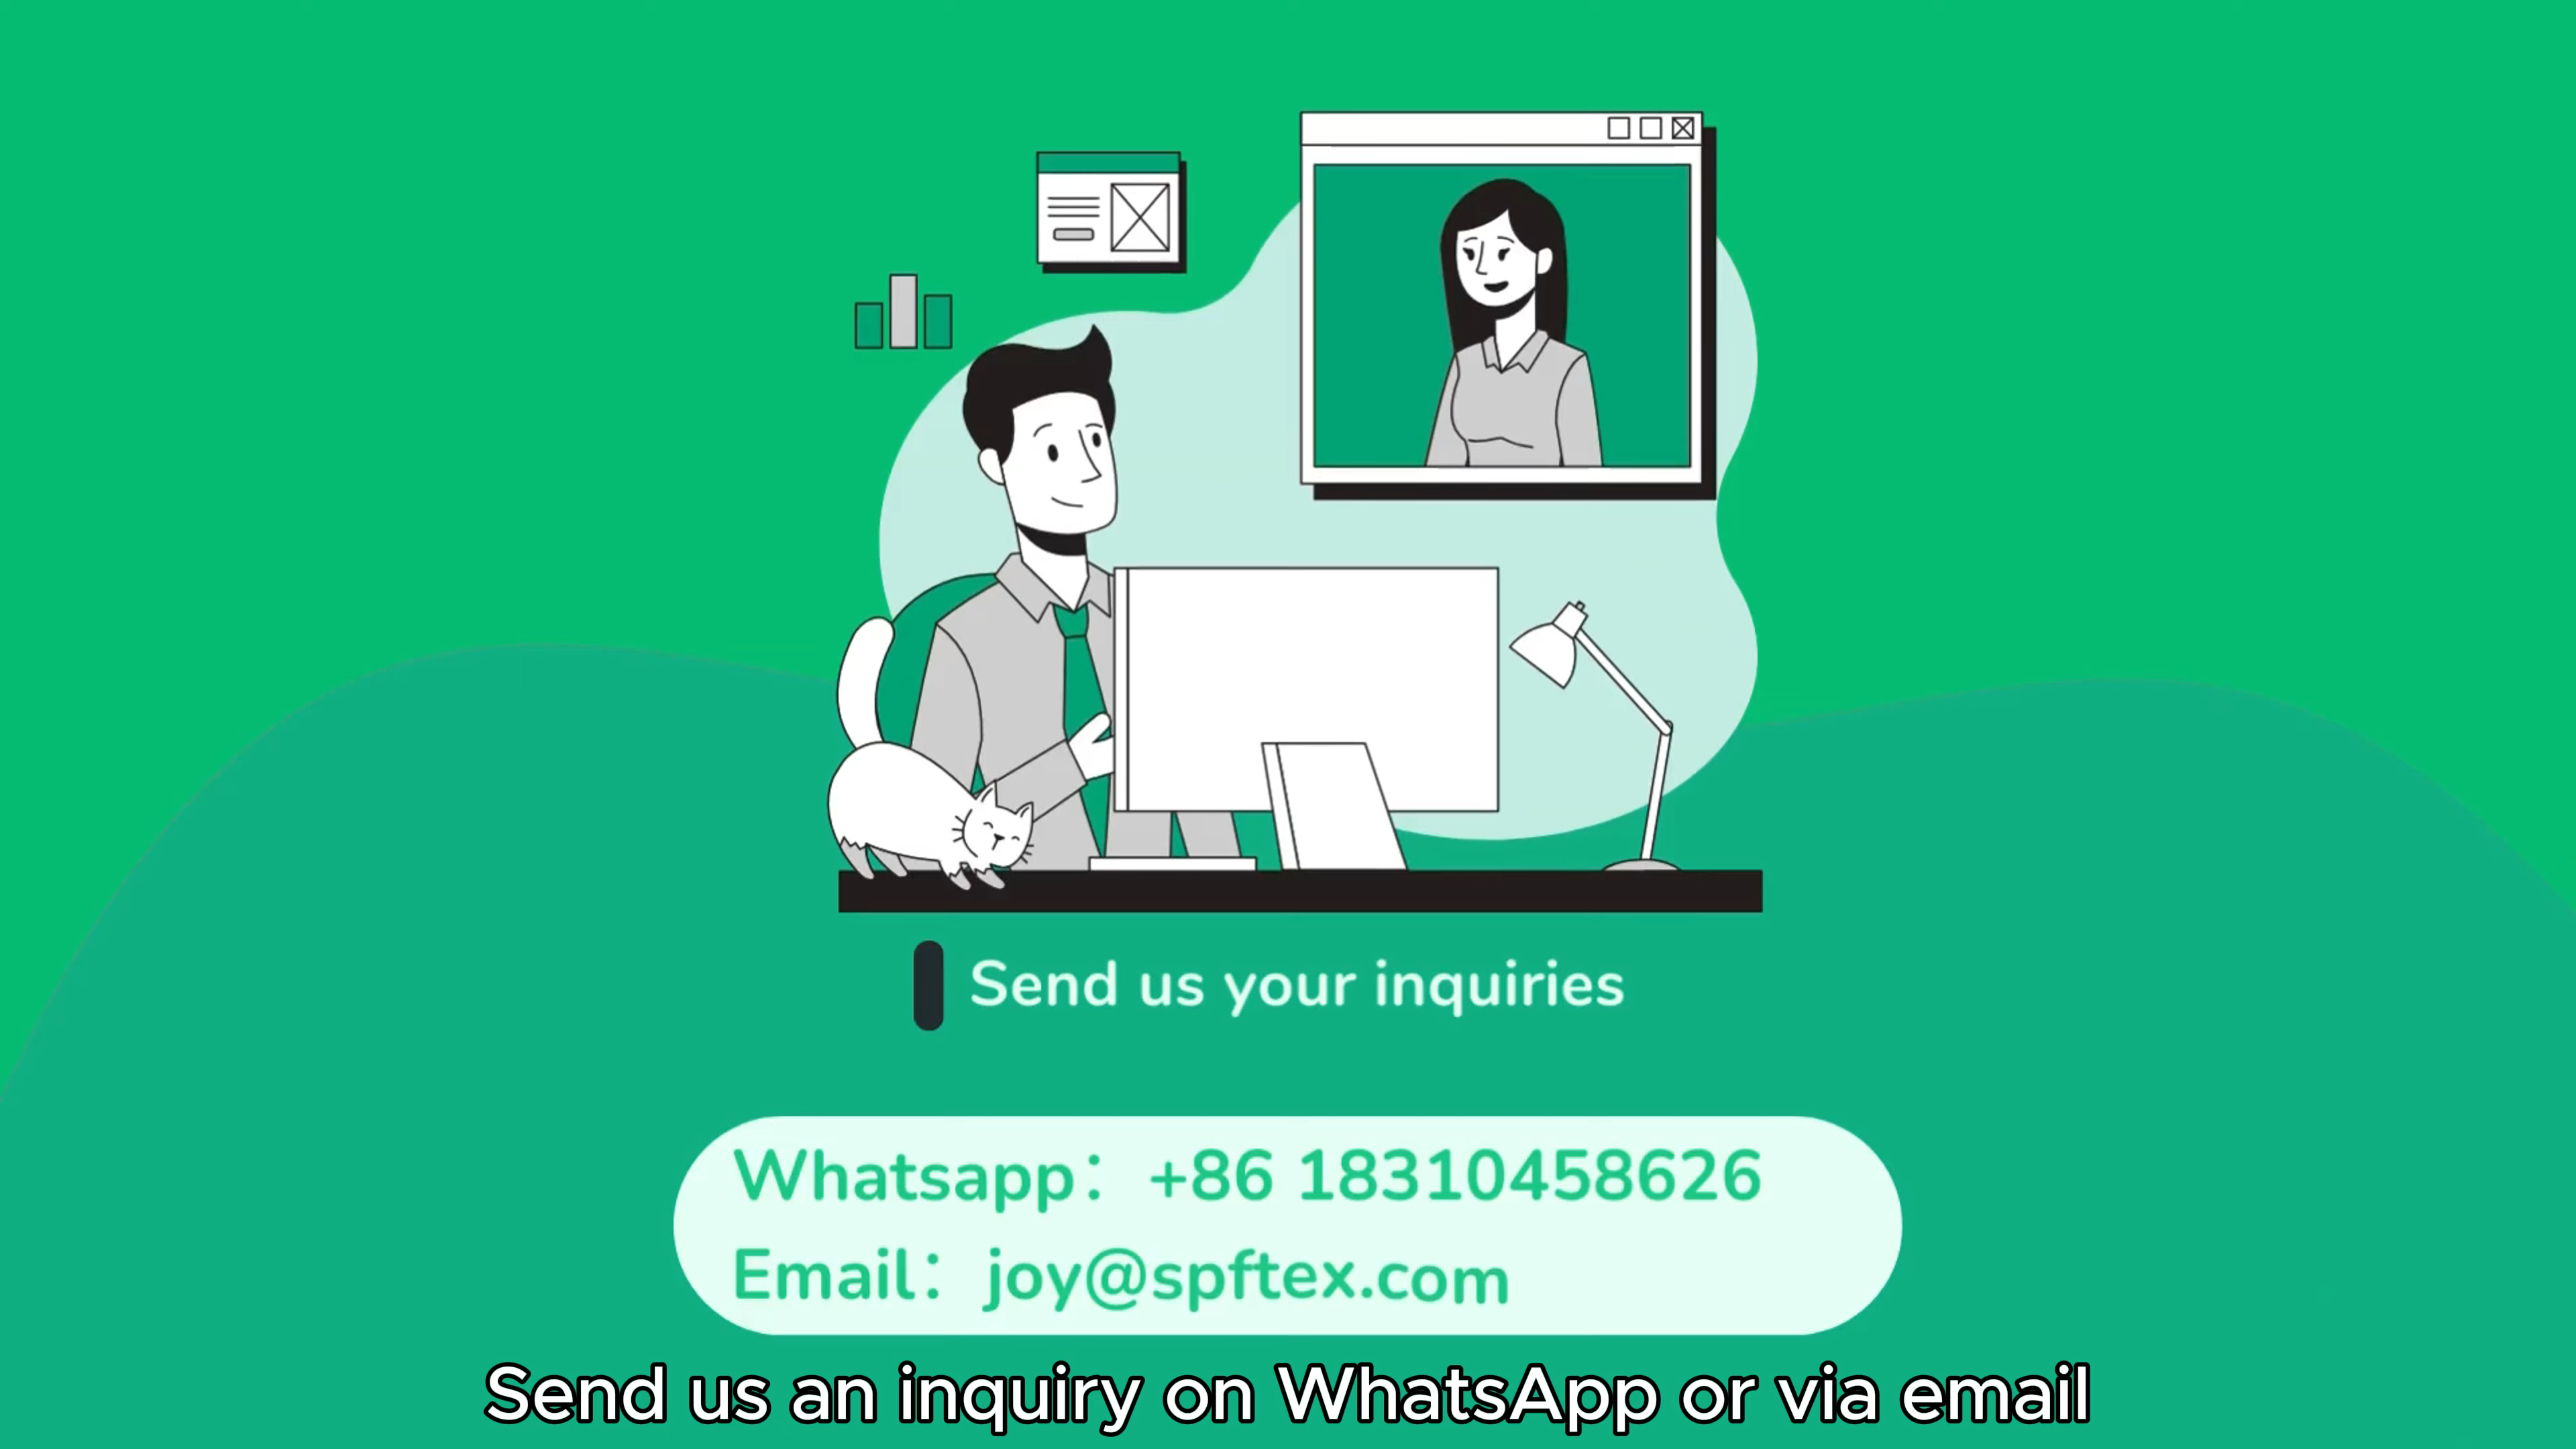 Send us your inquiries
Whatsapp：+86 18310458626
Email：joy@spftex.com
Send us an inquiry on WhatsApp or via email